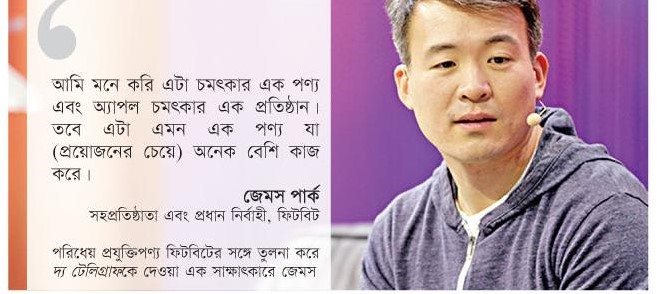 আমি মনে করি এটা চমৎকার এক পণ্য
এবং অ্যাপল চমৎকার এক প্রতিষ্ঠান।
তবে এটা এমন এক পণ্য যা
(প্রয়োজনের চেয়ে) অনেক বেশি কাজ
করে।
জেমস পার্ক
সহপ্রতিষ্ঠাতা এবং প্রধান নির্বাহী, ফিটবিট
পরিধেয় প্রযুক্তিপণ্য ফিটবিটের সঙ্গে তুলনা করে
দ্য টেলিগ্রাফকে দেওয়া এক সাক্ষাৎকারে জেমস